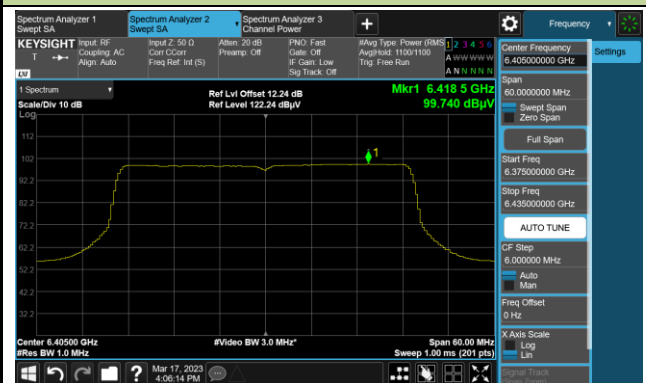 Spectrum Analyzer 1
Swept SA
Spectrum Analyzer 2
Swept SA
Spectrum Analyzer 3
Channel Power
+
Frequency
KEYSIGHT
T
LXI
Input: RF
Coupling: AC
Align: Auto
Input Z: 50 Ω
Corr CCorr
Freq Ref: Int (S)
Atten: 20 dB
Preamp: Off
PNO: Fast
Gate: Off
IF Gain: Low
Sig Track: Off
#Avg Type: Power (RMS
Avg|Hold: 1100/1100
Trig: Free Run
1 2 3 4 5 6
A W W W W W
A N N N N N
1 Spectrum
Scale/Div 10 dB
Log
Ref Lvl Offset 12.24 dB
Ref Level 122.24 dBµV
Mkr1 6.418 5 GHz
99.740 dBµV
112
102
92.2
82.2
72.2
62.2
52.2
42.2
32.2
1
Center 6.40500 GHz
#Res BW 1.0 MHz
#Video BW 3.0 MHz*
Span 60.00 MHz
Sweep 1.00 ms (201 pts)
?
Mar 17, 2023
4:06:14 PM
Center Frequency
6.405000000 GHz
Settings
Span
60.0000000 MHz
Swept Span
Zero Span
Full Span
Start Freq
6.375000000 GHz
Stop Freq
6.435000000 GHz
AUTO TUNE
CF Step
6.000000 MHz
Auto
Man
Freq Offset
0 Hz
X Axis Scale
Log
Lin
Signal Track